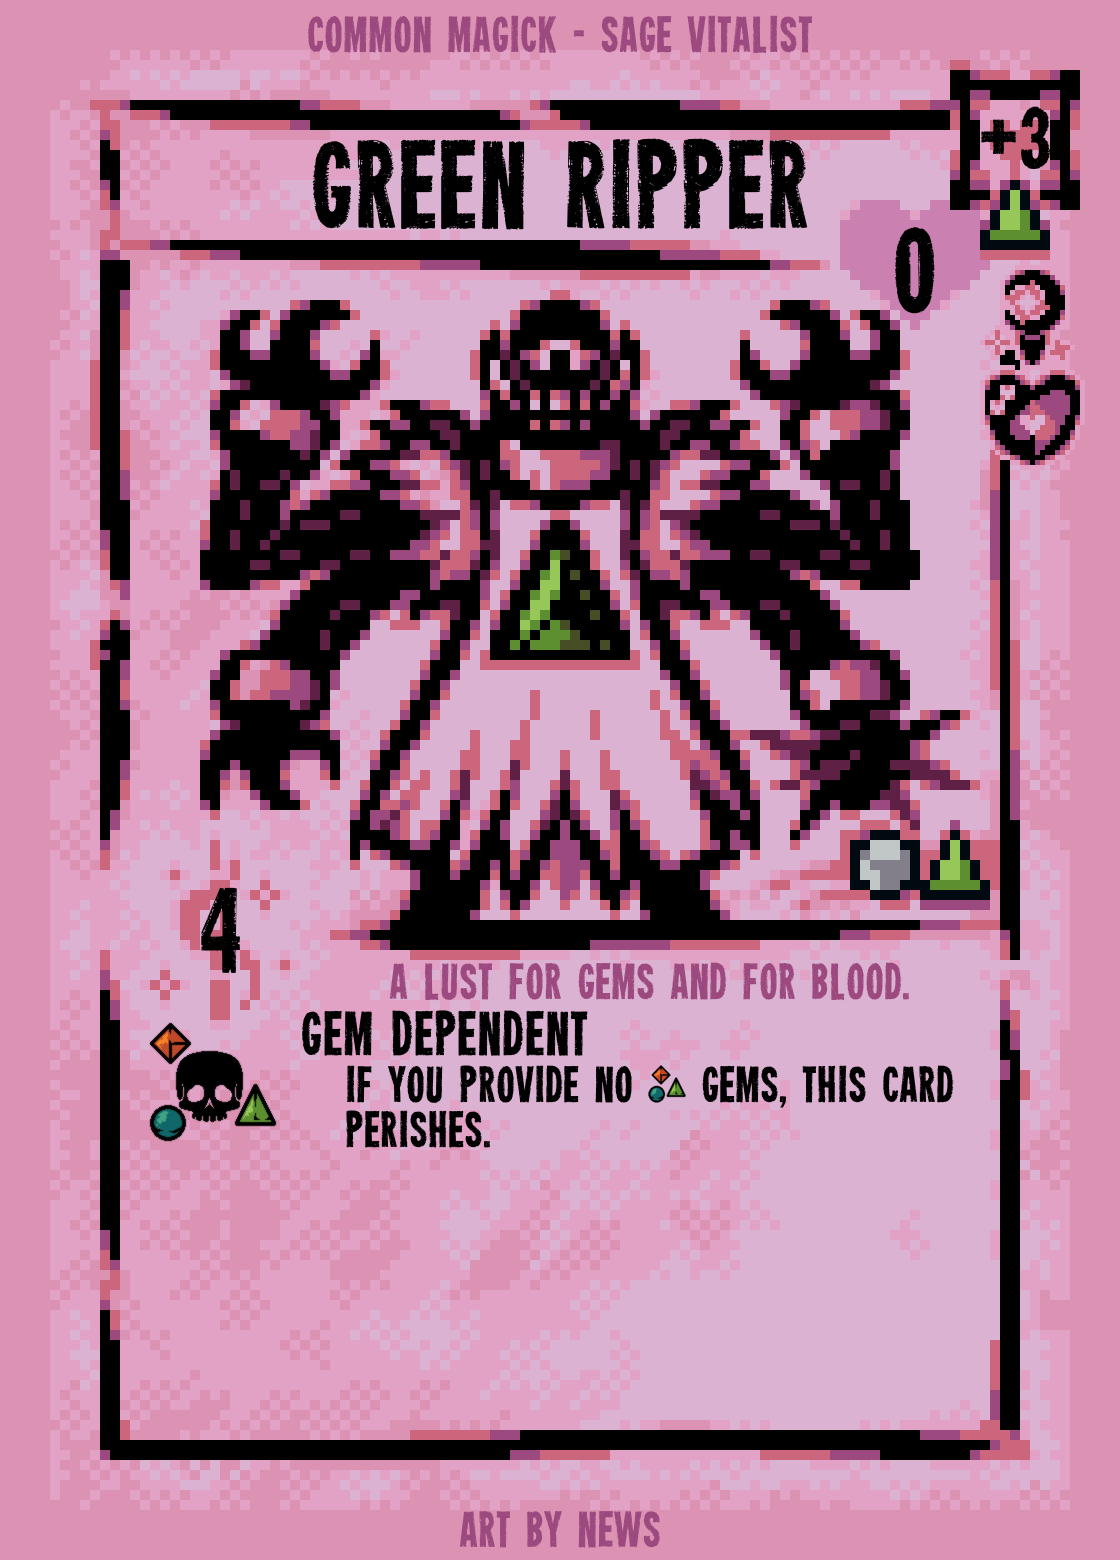 COMMON MAGICK - SAGE VITALIST
+3
GREEN RIPPER
0
4
A LUST FOR GEMS AND FOR BLOOD.
GEM DEPENDENT
IF YOU PROVIDE NO GEMS, THIS CARD
PERISHES.
ART BY NEWS